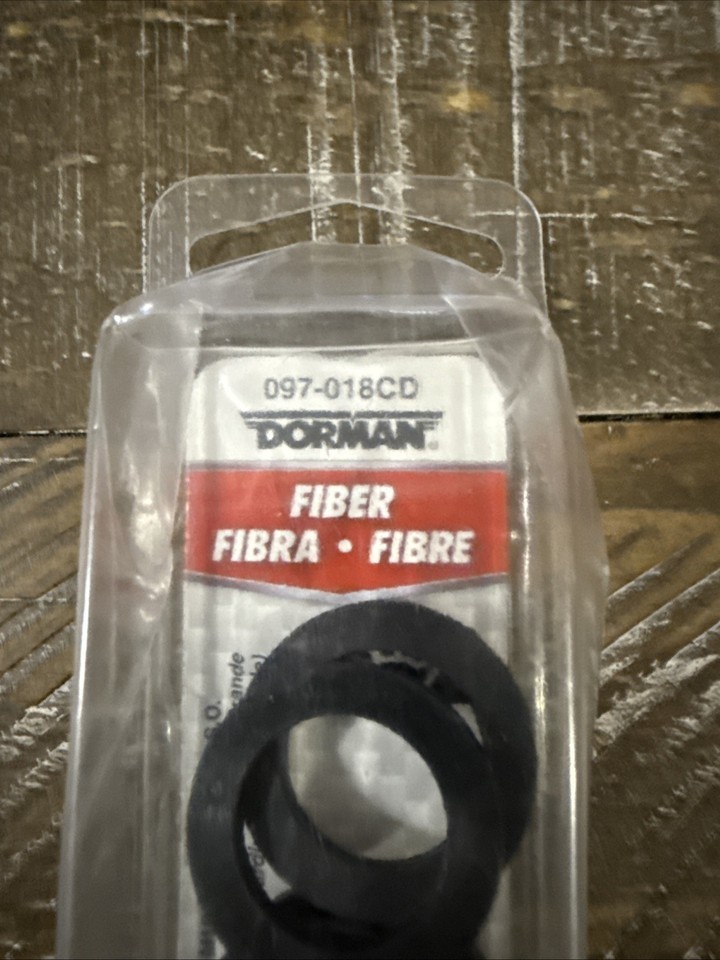 097-018CD
DORMAN®
FIBER
FIBRA • FIBRE